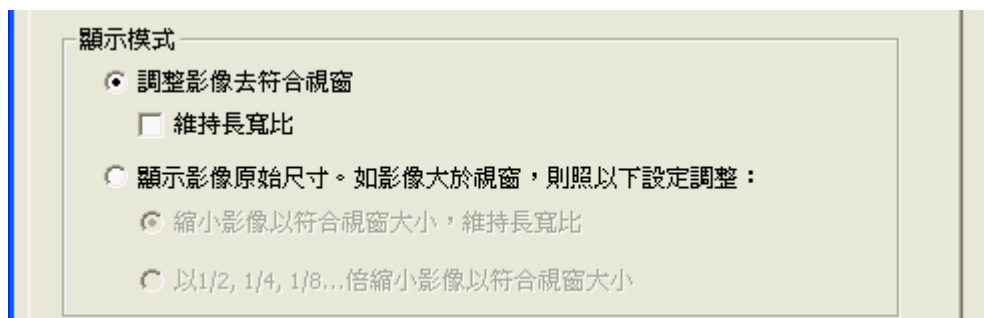 顯示模式
調整影像去符合視窗
維持長寬比
顯示影像原始尺寸。如影像大於視窗，則照以下設定調整：
縮小影像以符合視窗大小，維持長寬比
以1/2, 1/4, 1/8...倍縮小影像以符合視窗大小